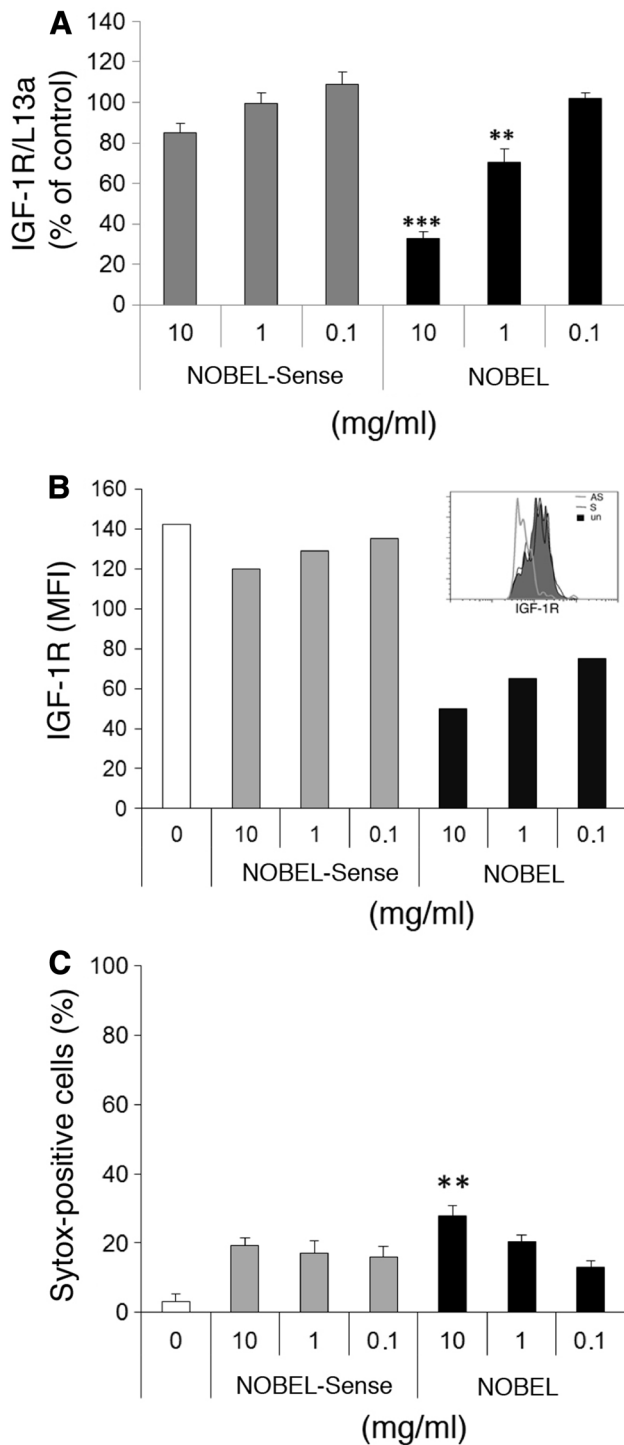 A
IGF-1R/L13a
(% of control)
140
120
100
80
60
40
20
0
***
**
10 1 0.1 10 1 0.1
NOBEL-Sense NOBEL
(mg/ml)
B
IGF-1R (MFI)
160
140
120
100
80
60
40
20
0
AS
S
un
IGF-1R
0 10 1 0.1 10 1 0.1
NOBEL-Sense NOBEL
(mg/ml)
C
Sytox-positive cells (%)
100
80
60
40
20
0
**
0 10 1 0.1 10 1 0.1
NOBEL-Sense NOBEL
(mg/ml)